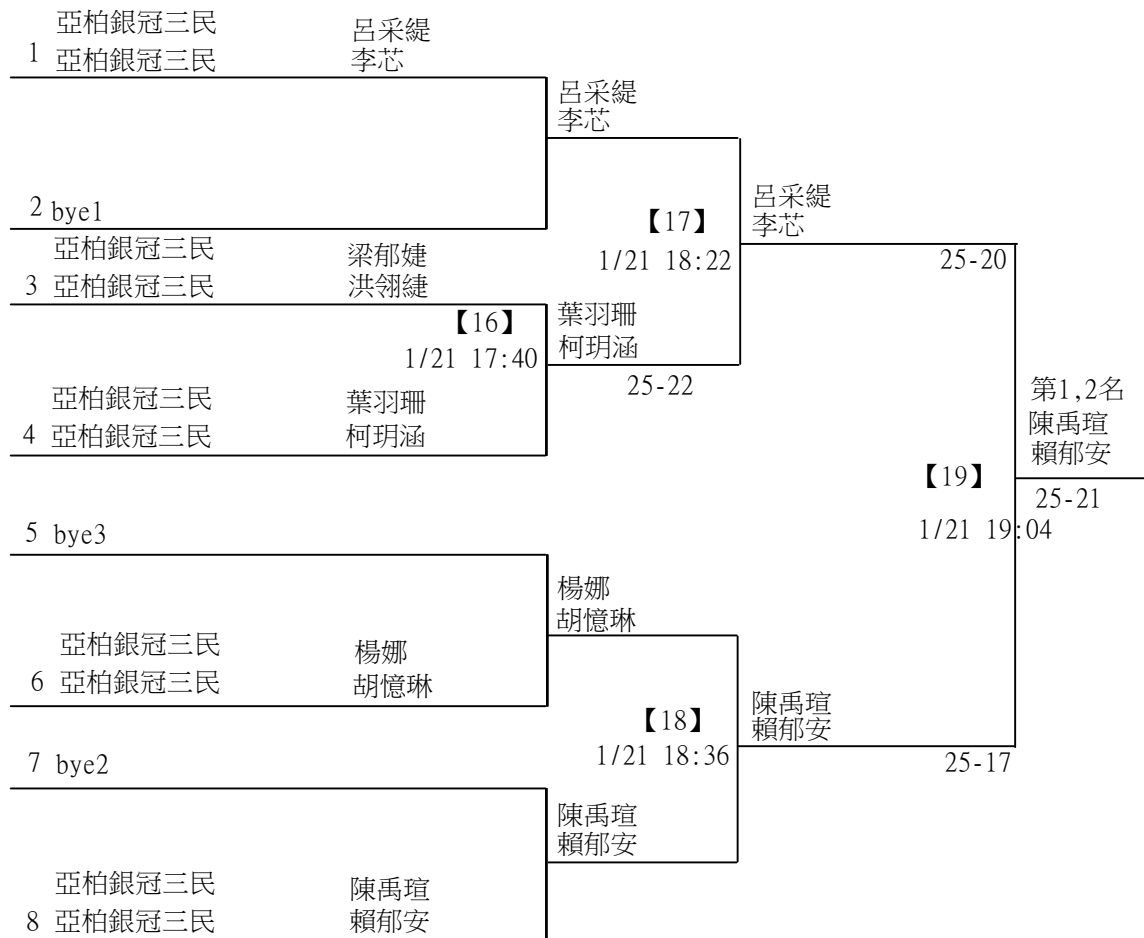 亞柏銀冠三民 呂采緹
1 亞柏銀冠三民 李芯
呂采緹
李芯
2 bye1
【17】
1/21 18:22
呂采緹
李芯
25-20
亞柏銀冠三民 梁郁婕
3 亞柏銀冠三民 洪翎緁
【16】
1/21 17:40
葉羽珊
柯玥涵
25-22
亞柏銀冠三民 葉羽珊
4 亞柏銀冠三民 柯玥涵
第1,2名
陳禹瑄
賴郁安
25-21
【19】
1/21 19:04
5 bye3
楊娜
胡憶琳
亞柏銀冠三民 楊娜
6 亞柏銀冠三民 胡憶琳
【18】
1/21 18:36
陳禹瑄
賴郁安
25-17
7 bye2
陳禹瑄
賴郁安
亞柏銀冠三民 陳禹瑄
8 亞柏銀冠三民 賴郁安